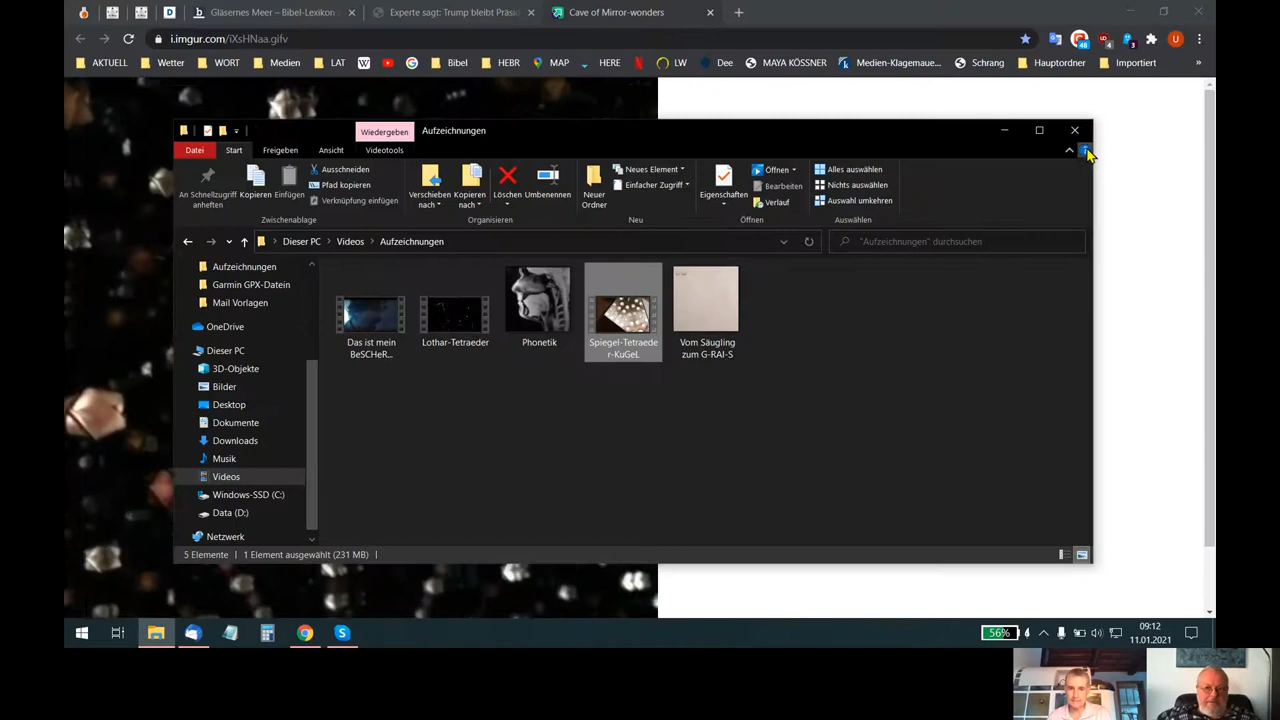 Gläsernes Meer – Bibel-Lexikon
Experte sagt: Trump bleibt Präsid
Cave of Mirror-wonders
i.imgur.com/iXsHNaa.gifv
48
4
3
U
AKTUELL
Wetter
WORT
Medien
LAT
Bibel
HEBR
MAP
HERE
LW
Dee
MAYA KÖSSNER
Medien-Klagemaue...
Schrang
Hauptordner
Importiert
»
Wiedergeben
Aufzeichnungen
Datei
Start
Freigeben
Ansicht
Videotools
An Schnellzugriff
anheften
Kopieren
Einfügen
Ausschneiden
Pfad kopieren
Verknüpfung einfügen
Zwischenablage
Verschieben
nach
Kopieren
nach
Löschen
Umbenennen
Organisieren
Neuer
Ordner
Neues Element
Einfacher Zugriff
Neu
Eigenschaften
Öffnen
Bearbeiten
Verlauf
Öffnen
Alles auswählen
Nichts auswählen
Auswahl umkehren
Auswählen
Dieser PC > Videos > Aufzeichnungen
"Aufzeichnungen" durchsuchen
Aufzeichnungen
Garmin GPX-Datein
Mail Vorlagen
OneDrive
Dieser PC
3D-Objekte
Bilder
Desktop
Dokumente
Downloads
Musik
Videos
Windows-SSD (C:)
Data (D:)
Netzwerk
Das ist mein
BeSCHeR...
Lothar-Tetraeder
Phonetik
Spiegel-Tetraede
r-KuGeL
Vom Säugling
zum G-RAI-S
5 Elemente
1 Element ausgewählt (231 MB)
56%
09:12
11.01.2021